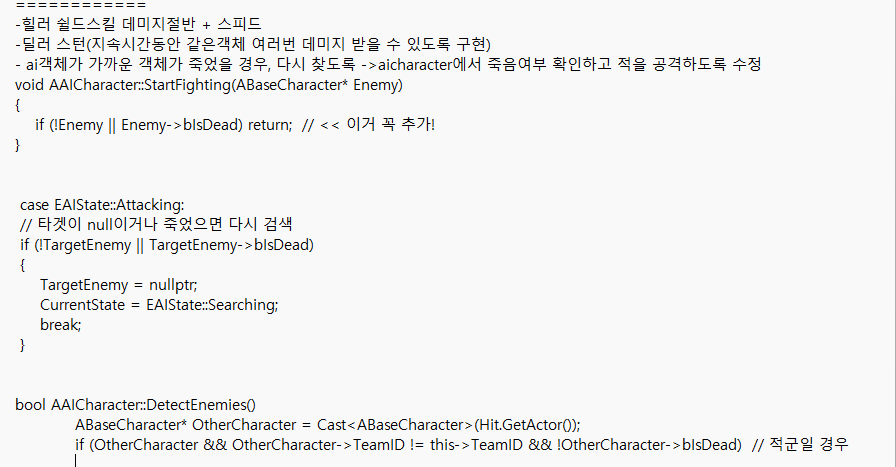 ============
-힐러 쉴드스킬 데미지절반 + 스피드
-딜러 스턴(지속시간동안 같은객체 여러번 데미지 받을 수 있도록 구현)
- ai객체가 가까운 객체가 죽었을 경우, 다시 찾도록 ->aicharacter에서 죽음여부 확인하고 적을 공격하도록 수정
void AAICharacter::StartFighting(ABaseCharacter* Enemy)
{
if (!Enemy || Enemy->bIsDead) return; // << 이거 꼭 추가!
}
case EAIState::Attacking:
// 타겟이 null이거나 죽었으면 다시 검색
if (!TargetEnemy || TargetEnemy->bIsDead)
{
TargetEnemy = nullptr;
CurrentState = EAIState::Searching;
break;
}
bool AAICharacter::DetectEnemies()
ABaseCharacter* OtherCharacter = Cast<ABaseCharacter>(Hit.GetActor());
if (OtherCharacter && OtherCharacter->TeamID != this->TeamID && !OtherCharacter->bIsDead) // 적군일 경우